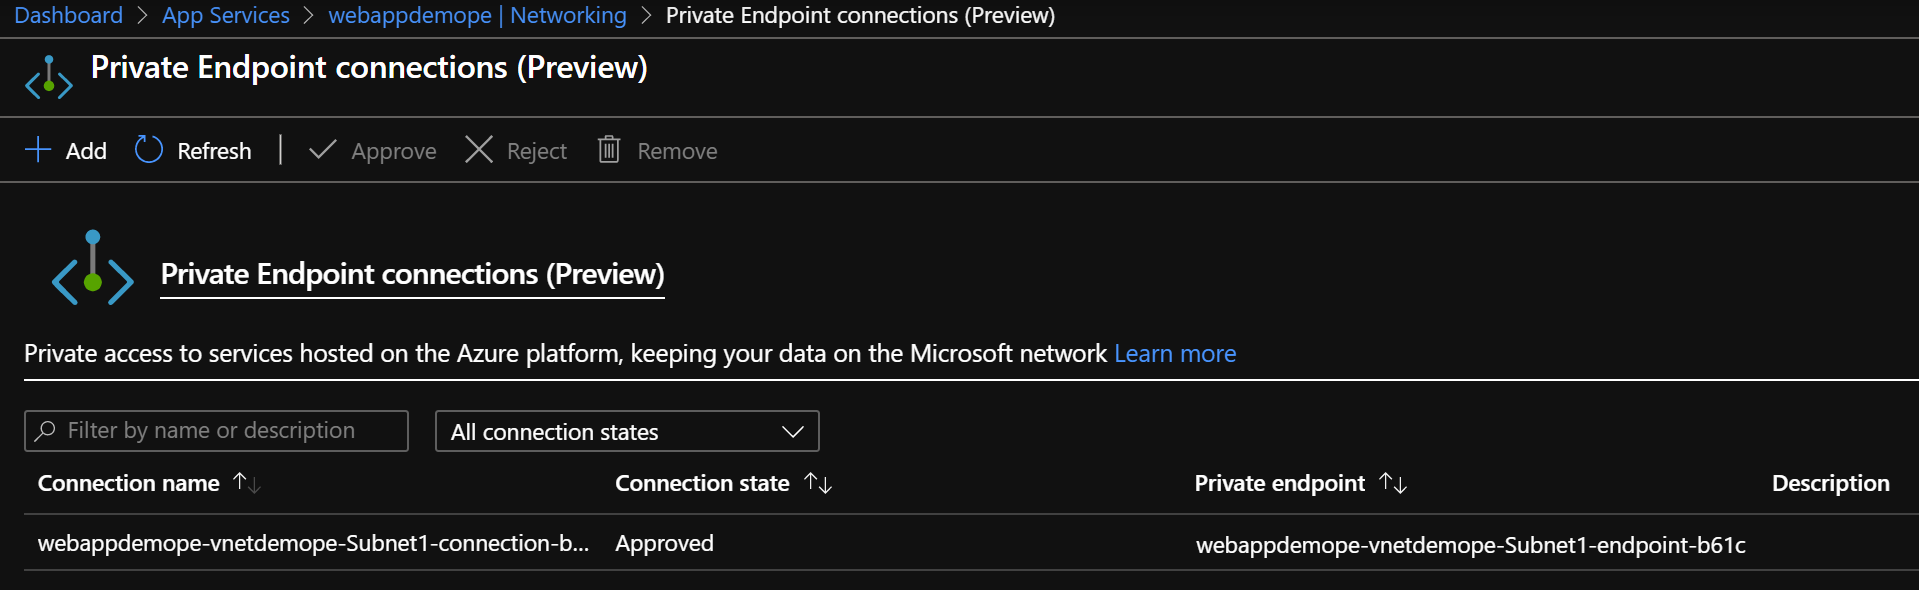 Dashboard > App Services > webappdemope | Networking > Private Endpoint connections (Preview)
Private Endpoint connections (Preview)
Add Refresh | Approve Reject Remove
Private Endpoint connections (Preview)
Private access to services hosted on the Azure platform, keeping your data on the Microsoft network Learn more
Filter by name or description All connection states
Connection name ↑↓ Connection state ↑↓ Private endpoint ↑↓ Description
webappdemope-vnetdemope-Subnet1-connection-b... Approved webappdemope-vnetdemope-Subnet1-endpoint-b61c